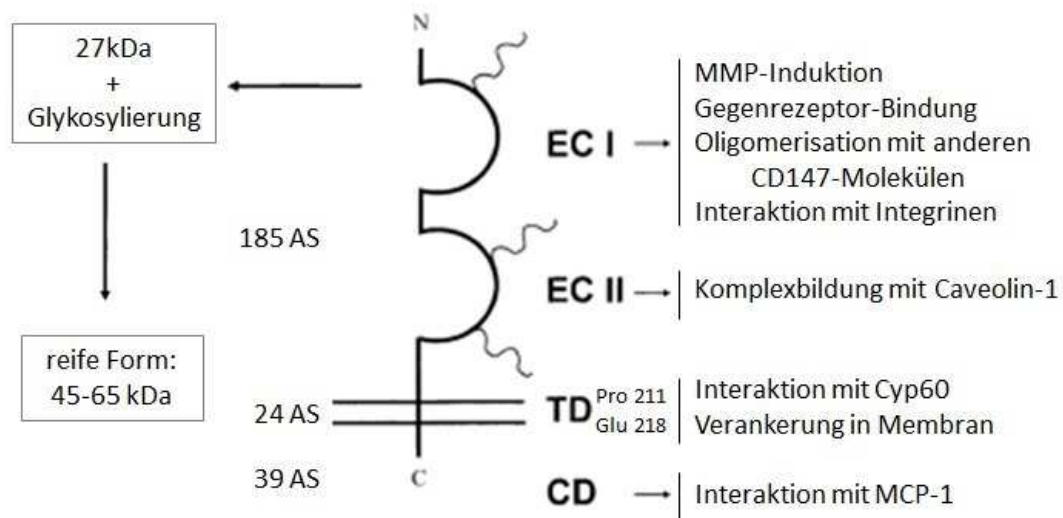 27kDa
+
Glykosylierung
reife Form:
45-65 kDa
185 AS
24 AS
39 AS
N
C
EC I
MMP-Induktion
Gegenrezeptor-Bindung
Oligomerisation mit anderen
CD147-Molekülen
Interaktion mit Integrinen
EC II
Komplexbildung mit Caveolin-1
TD
Pro 211
Glu 218
Interaktion mit Cyp60
Verankerung in Membran
CD
Interaktion mit MCP-1